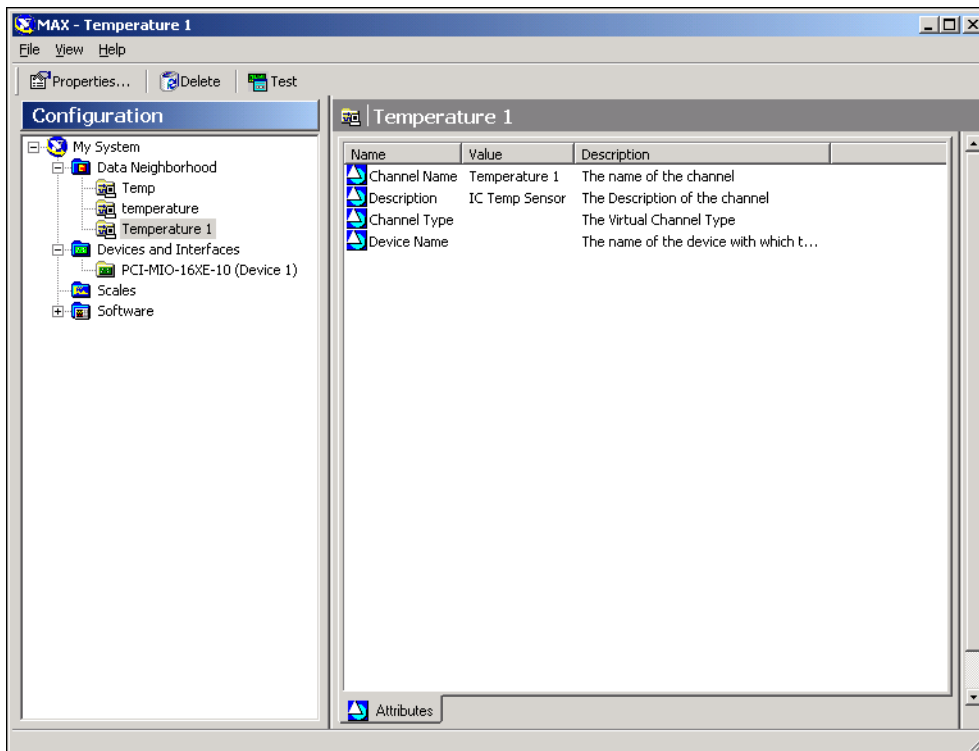 MAX - Temperature 1
File View Help
Properties... Delete Test
Configuration
My System
Data Neighborhood
Temp
temperature
Temperature 1
Devices and Interfaces
PCI-MIO-16XE-10 (Device 1)
Scales
Software
Temperature 1
Name Value Description
Channel Name Temperature 1 The name of the channel
Description IC Temp Sensor The Description of the channel
Channel Type The Virtual Channel Type
Device Name The name of the device with which t...
Attributes